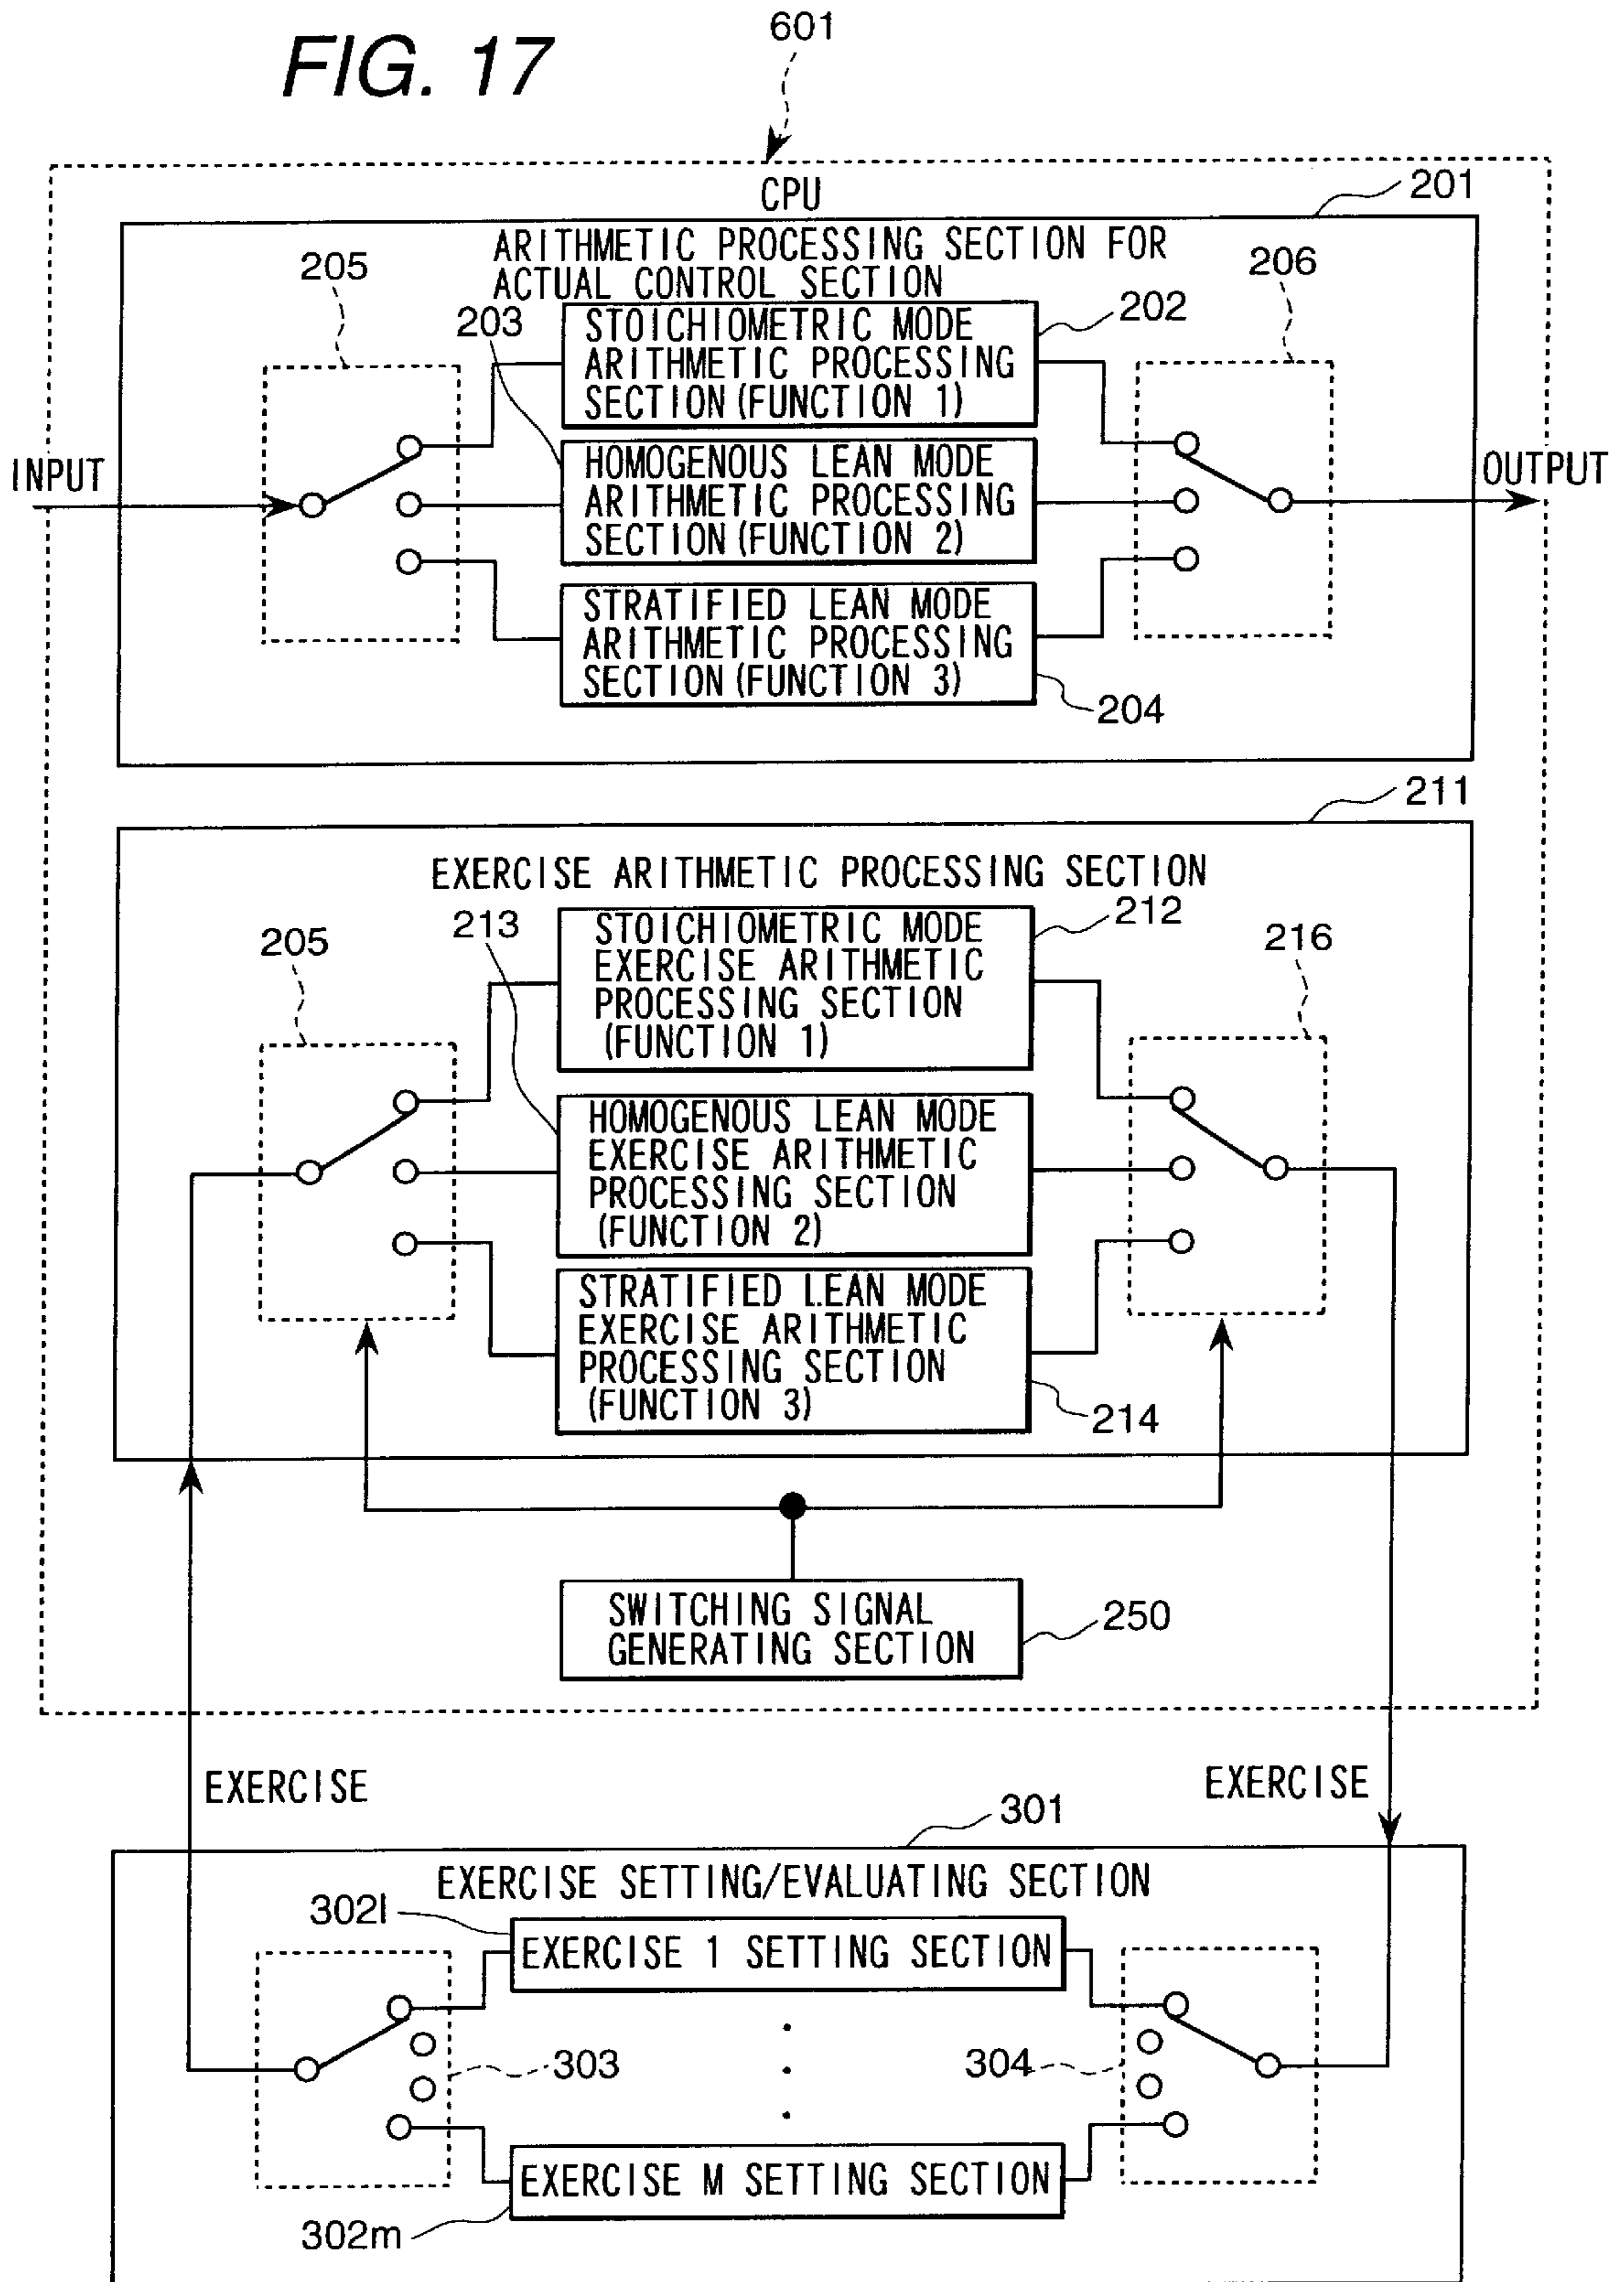 FIG. 17
601
CPU
201
ARITHMETIC PROCESSING SECTION FOR
ACTUAL CONTROL SECTION
205
206
203
202
STOICHIOMETRIC MODE
ARITHMETIC PROCESSING
SECTION (FUNCTION 1)
INPUT
HOMOGENOUS LEAN MODE
ARITHMETIC PROCESSING
SECTION (FUNCTION 2)
OUTPUT
STRATIFIED LEAN MODE
ARITHMETIC PROCESSING
SECTION (FUNCTION 3)
204
211
EXERCISE ARITHMETIC PROCESSING SECTION
205
213
212
216
STOICHIOMETRIC MODE
EXERCISE ARITHMETIC
PROCESSING SECTION
(FUNCTION 1)
HOMOGENOUS LEAN MODE
EXERCISE ARITHMETIC
PROCESSING SECTION
(FUNCTION 2)
STRATIFIED LEAN MODE
EXERCISE ARITHMETIC
PROCESSING SECTION
(FUNCTION 3)
214
SWITCHING SIGNAL
GENERATING SECTION
250
EXERCISE
EXERCISE
301
EXERCISE SETTING/EVALUATING SECTION
302l
EXERCISE 1 SETTING SECTION
303
304
EXERCISE M SETTING SECTION
302m